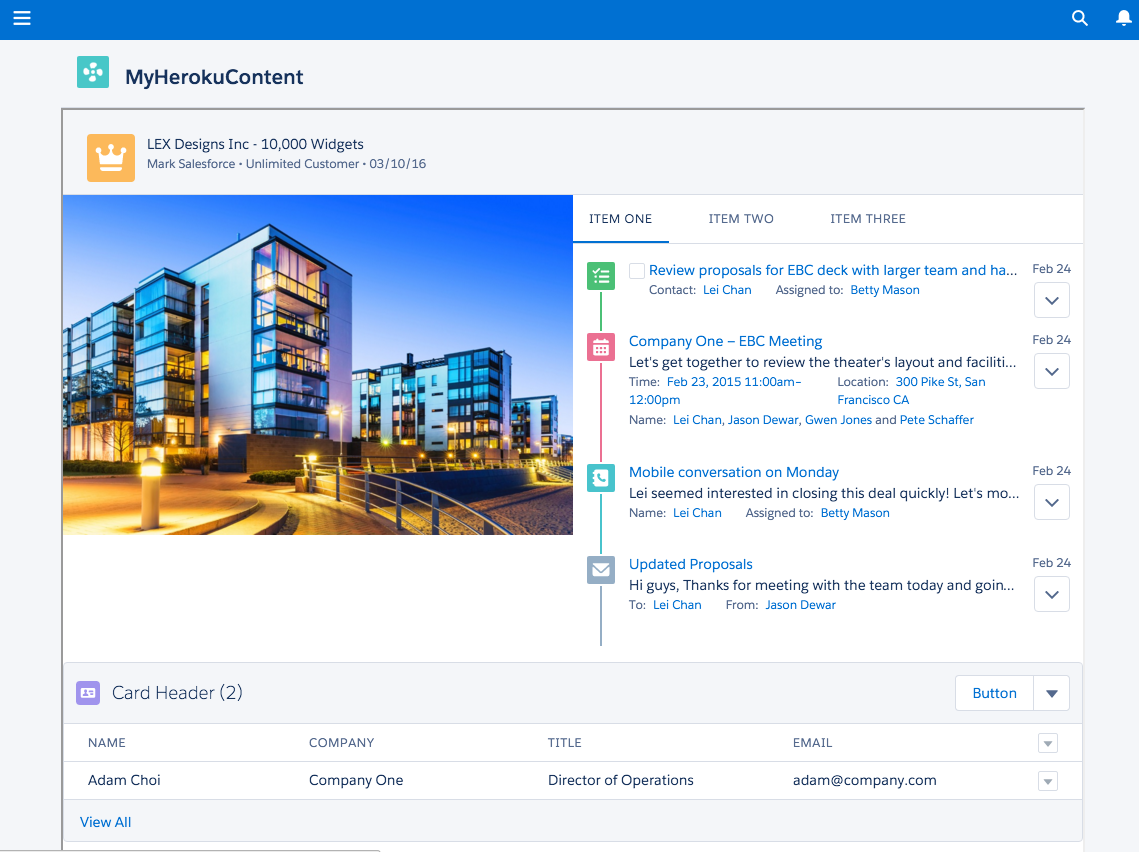 MyHerokuContent
LEX Designs Inc - 10,000 Widgets
Mark Salesforce • Unlimited Customer • 03/10/16
ITEM ONE ITEM TWO ITEM THREE
Review proposals for EBC deck with larger team and ha... Feb 24
Contact: Lei Chan Assigned to: Betty Mason
Company One – EBC Meeting Feb 24
Let's get together to review the theater's layout and faciliti...
Time: Feb 23, 2015 11:00am–
12:00pm
Location: 300 Pike St, San
Francisco CA
Name: Lei Chan, Jason Dewar, Gwen Jones and Pete Schaffer
Mobile conversation on Monday Feb 24
Lei seemed interested in closing this deal quickly! Let's mo...
Name: Lei Chan Assigned to: Betty Mason
Updated Proposals Feb 24
Hi guys, Thanks for meeting with the team today and goin...
To: Lei Chan From: Jason Dewar
Card Header (2) Button
NAME COMPANY TITLE EMAIL
Adam Choi Company One Director of Operations adam@company.com
View All